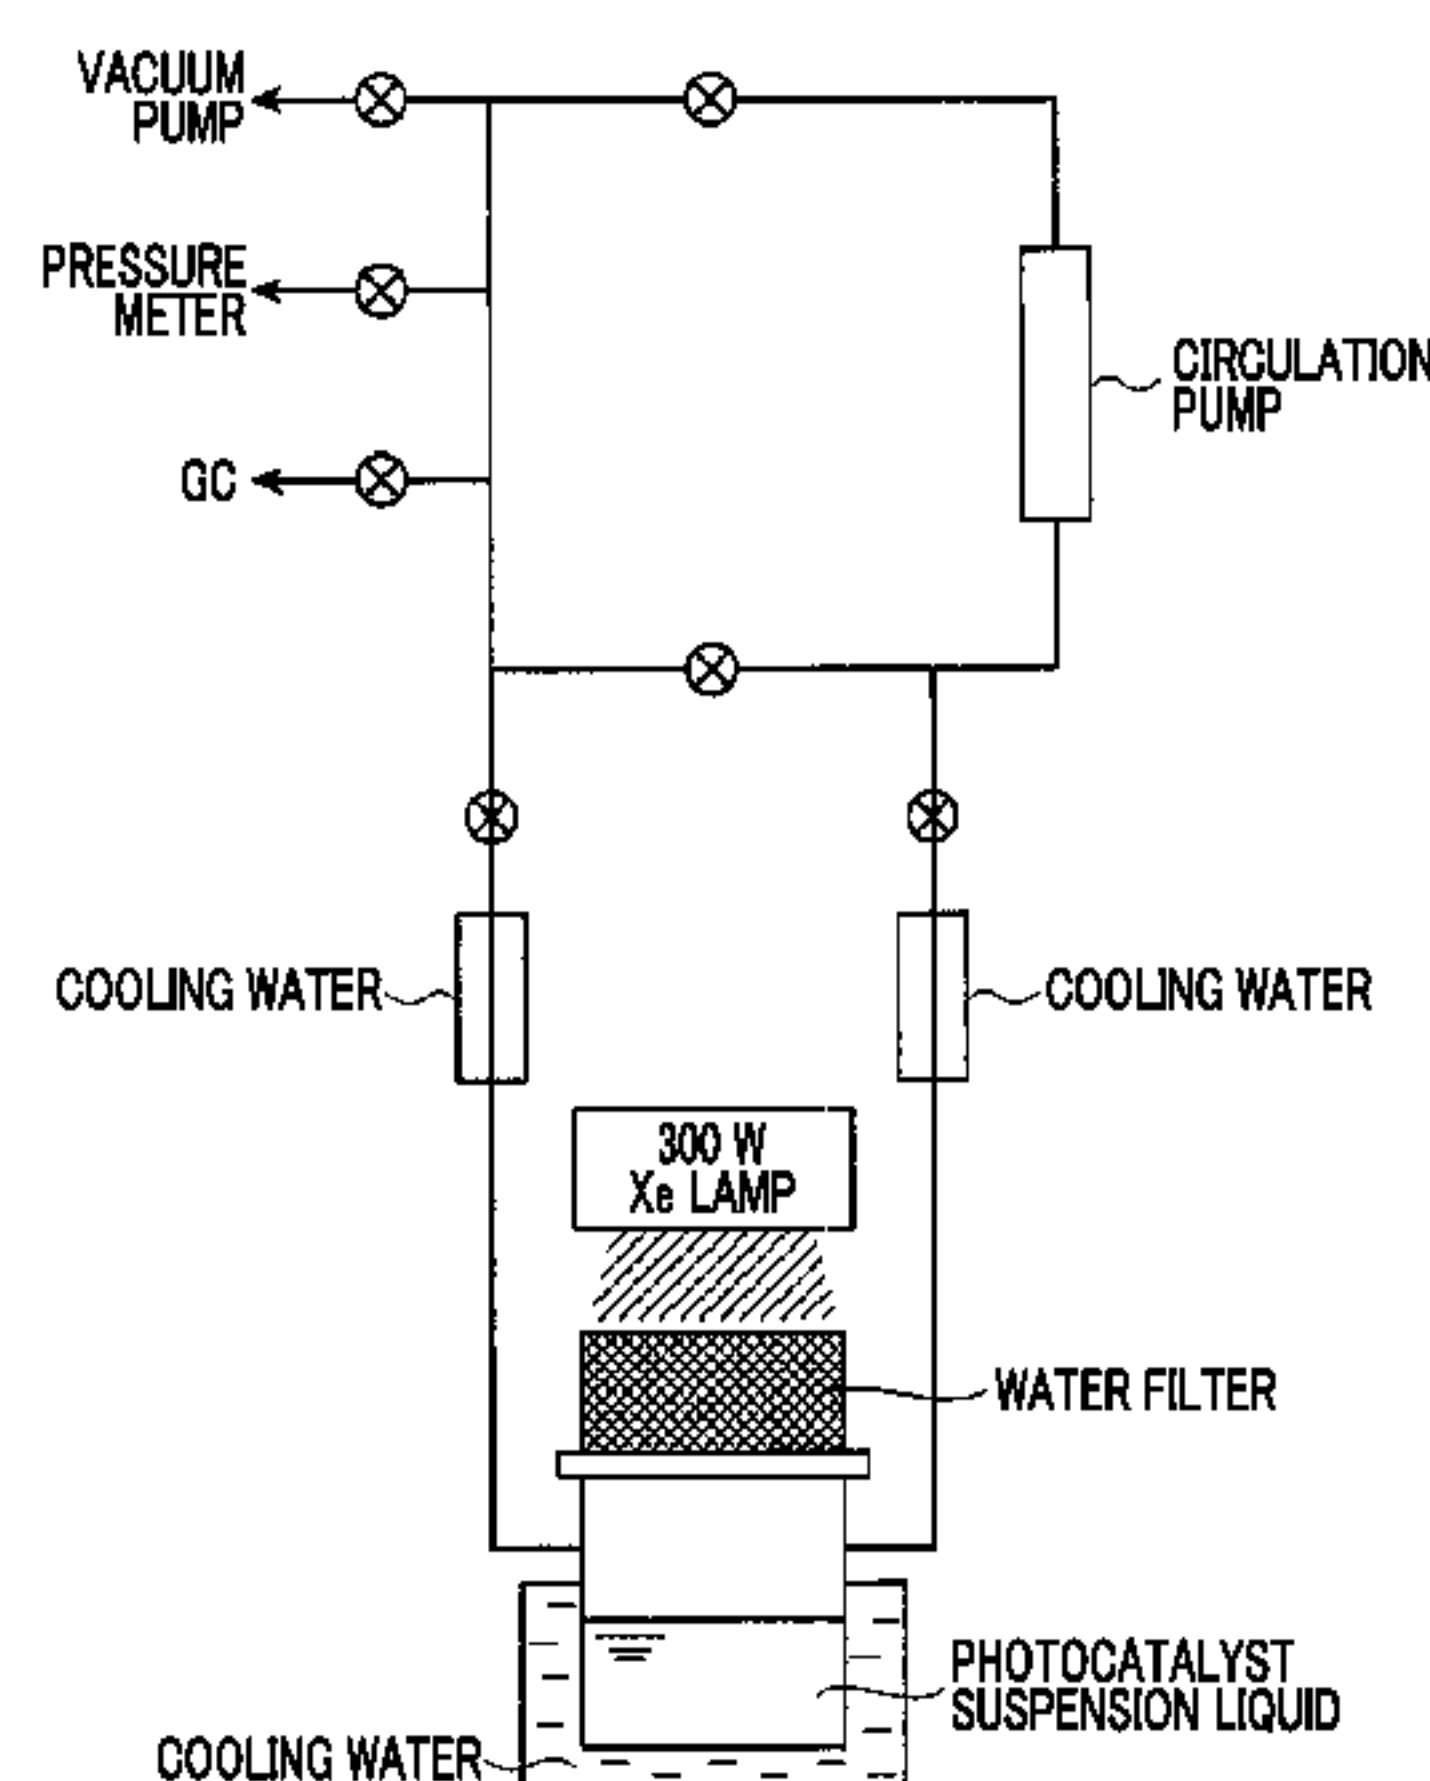 VACUUM
PUMP
PRESSURE
METER
CIRCULATION
PUMP
GC
COOLING WATER
COOLING WATER
300 W
Xe LAMP
WATER FILTER
PHOTOCATALYST
SUSPENSION LIQUID
COOLING WATER